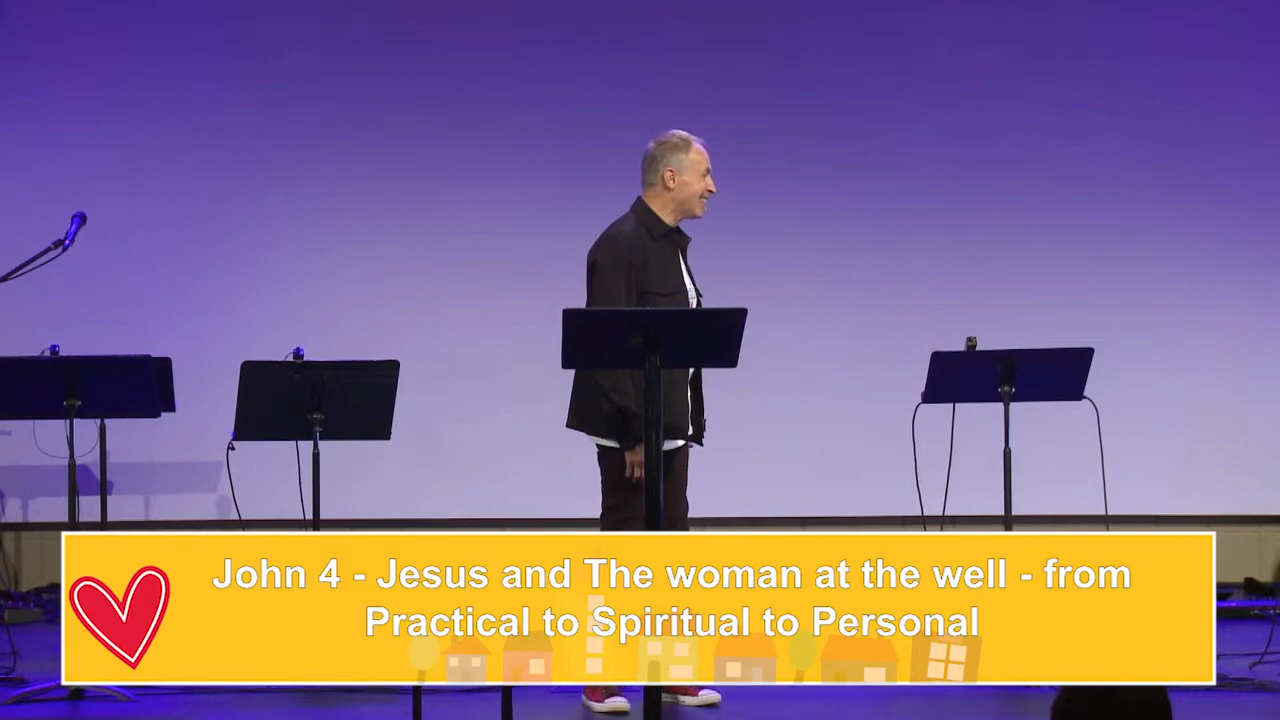 John 4 - Jesus and The woman at the well - from
Practical to Spiritual to Personal